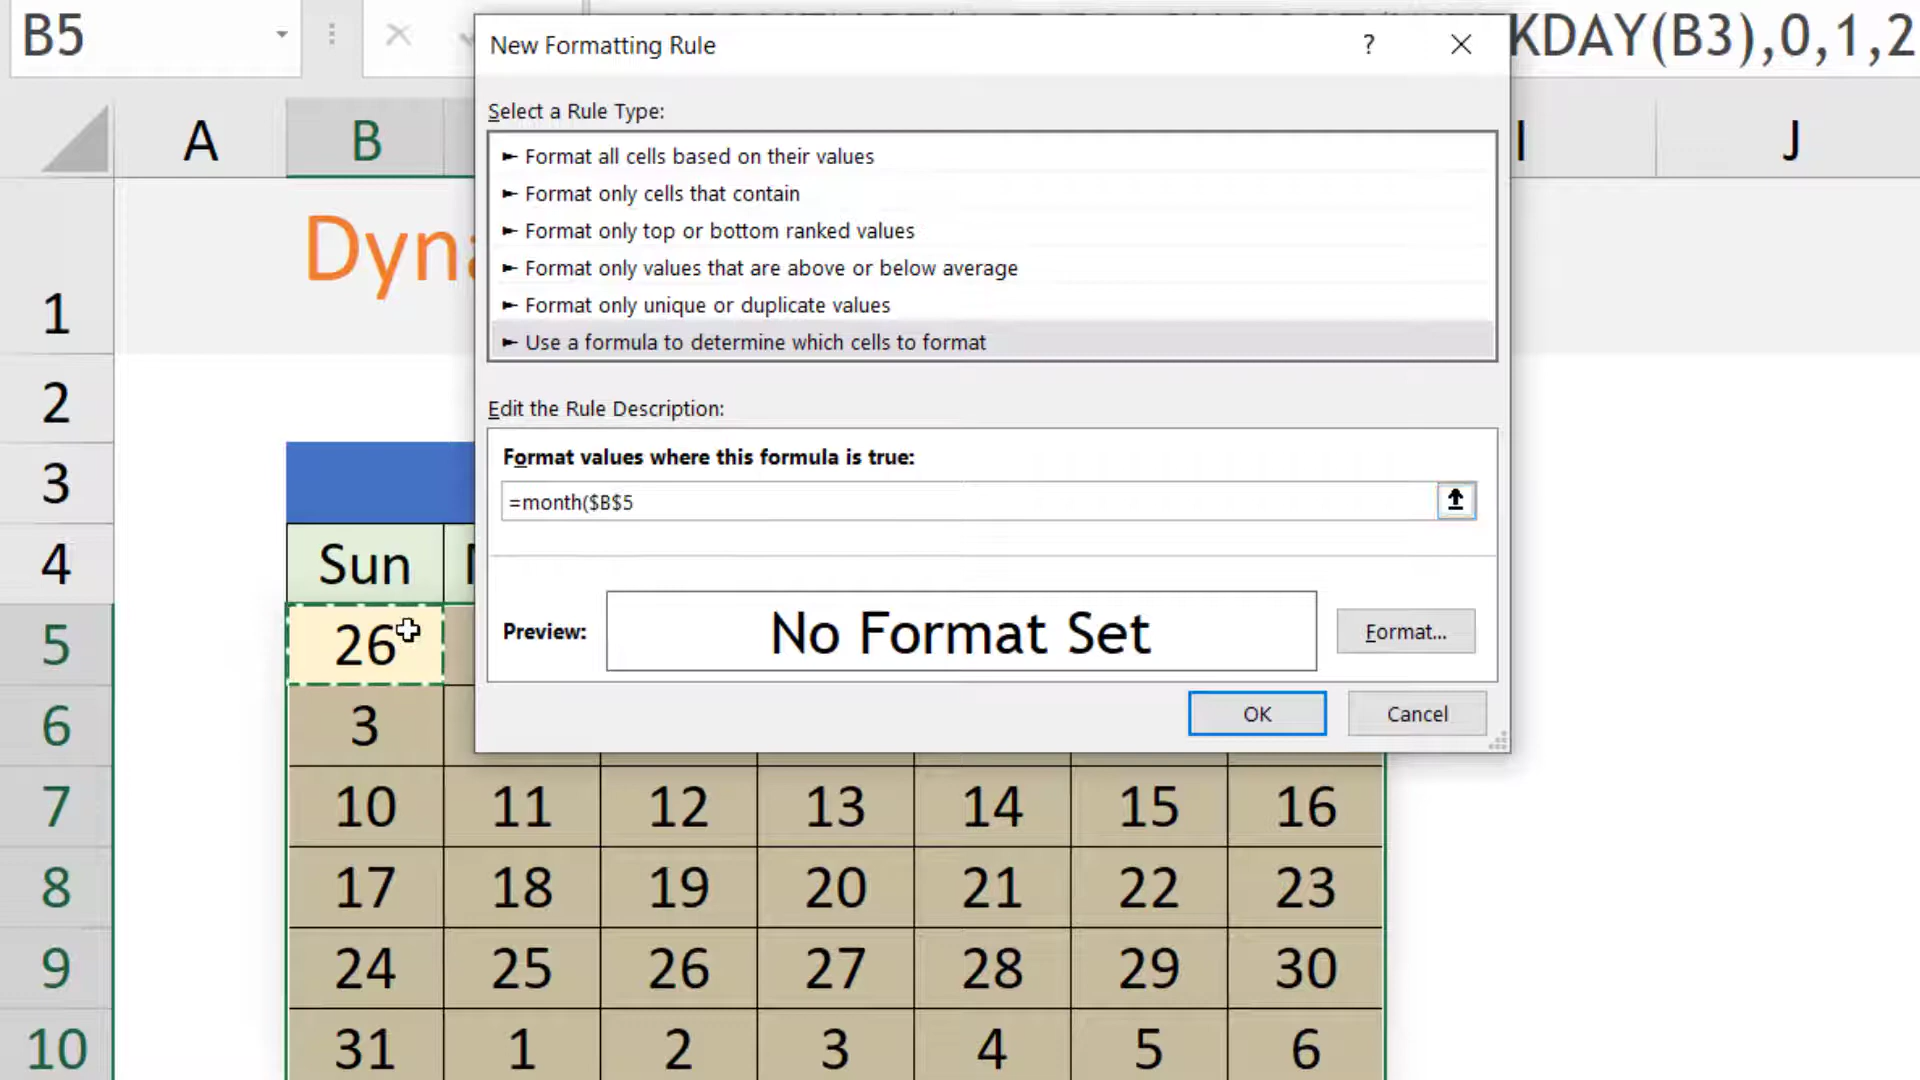 B5
KDAY(B3),0,1,2
New Formatting Rule
?
Select a Rule Type:
► Format all cells based on their values
► Format only cells that contain
► Format only top or bottom ranked values
► Format only values that are above or below average
► Format only unique or duplicate values
► Use a formula to determine which cells to format
Edit the Rule Description:
Format values where this formula is true:
=month($B$5
Preview:
No Format Set
Format...
OK
Cancel
A B I J
1 Dyn
2
3
4 Sun
5 26
6 3
7 10 11 12 13 14 15 16
8 17 18 19 20 21 22 23
9 24 25 26 27 28 29 30
10 31 1 2 3 4 5 6